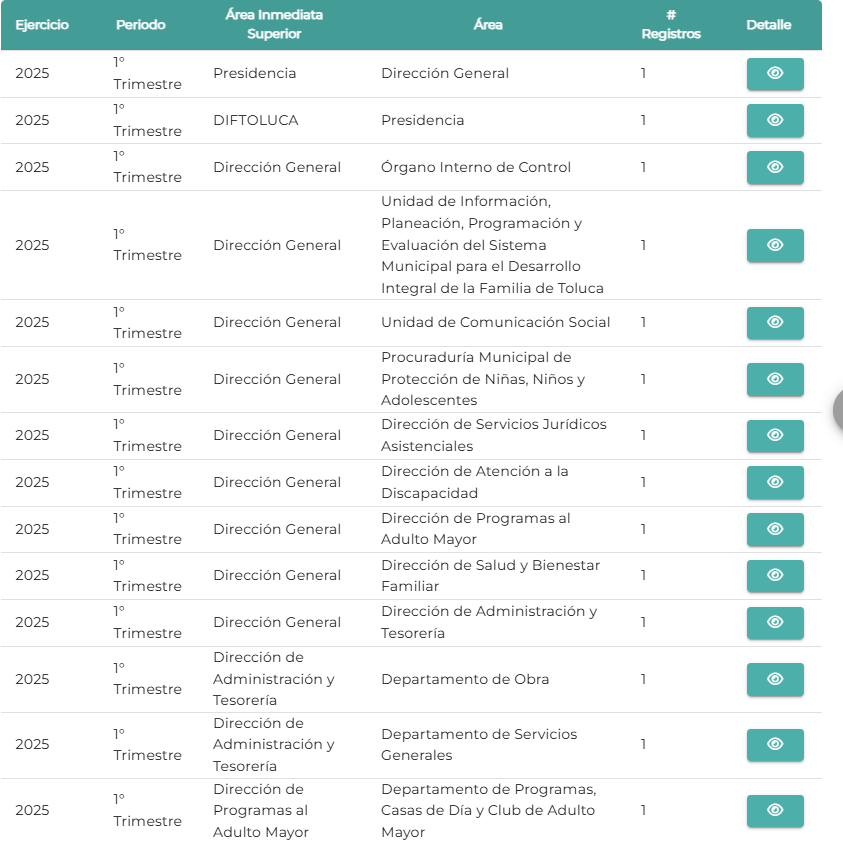 Ejercicio Periodo Área Inmediata Superior Área # Registros Detalle
2025 1° Trimestre Presidencia Dirección General 1
2025 1° Trimestre DIFTOLUCA Presidencia 1
2025 1° Trimestre Dirección General Órgano Interno de Control 1
2025 1° Trimestre Dirección General Unidad de Información, Planeación, Programación y Evaluación del Sistema Municipal para el Desarrollo Integral de la Familia de Toluca 1
2025 1° Trimestre Dirección General Unidad de Comunicación Social 1
2025 1° Trimestre Dirección General Procuraduría Municipal de Protección de Niñas, Niños y Adolescentes 1
2025 1° Trimestre Dirección General Dirección de Servicios Jurídicos Asistenciales 1
2025 1° Trimestre Dirección General Dirección de Atención a la Discapacidad 1
2025 1° Trimestre Dirección General Dirección de Programas al Adulto Mayor 1
2025 1° Trimestre Dirección General Dirección de Salud y Bienestar Familiar 1
2025 1° Trimestre Dirección General Dirección de Administración y Tesorería 1
2025 1° Trimestre Dirección de Administración y Tesorería Departamento de Obra 1
2025 1° Trimestre Dirección de Administración y Tesorería Departamento de Servicios Generales 1
2025 1° Trimestre Dirección de Programas al Adulto Mayor Departamento de Programas, Casas de Día y Club de Adulto Mayor 1